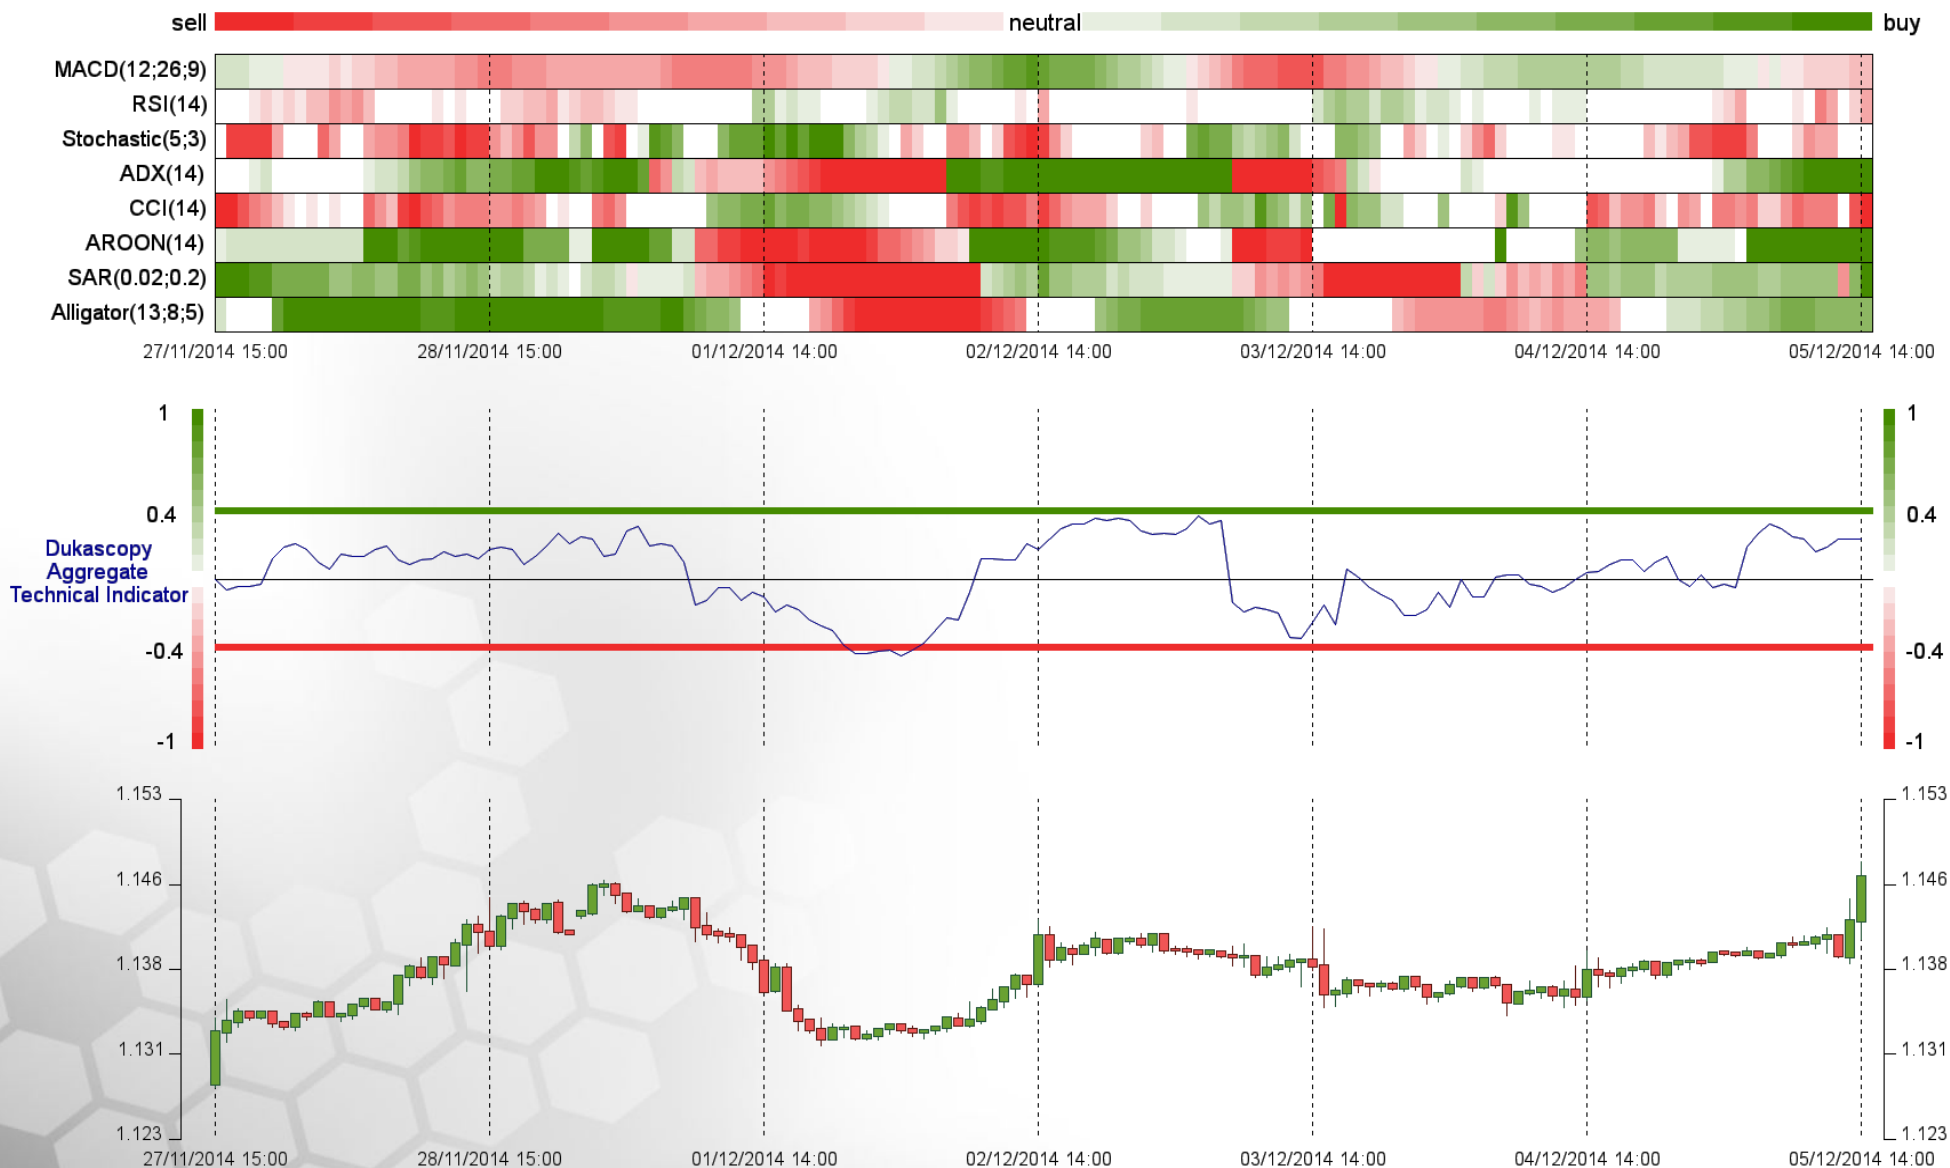 sell neutral buy
MACD(12;26;9)
RSI(14)
Stochastic(5;3)
ADX(14)
CCI(14)
AROON(14)
SAR(0.02;0.2)
Alligator(13;8;5)
27/11/2014 15:00 28/11/2014 15:00 01/12/2014 14:00 02/12/2014 14:00 03/12/2014 14:00 04/12/2014 14:00 05/12/2014 14:00
1 1
0.4 0.4
Dukascopy
Aggregate
Technical Indicator
-0.4 -0.4
-1 -1
1.153 1.153
1.146 1.146
1.138 1.138
1.131 1.131
1.123 1.123
27/11/2014 15:00 28/11/2014 15:00 01/12/2014 14:00 02/12/2014 14:00 03/12/2014 14:00 04/12/2014 14:00 05/12/2014 14:00